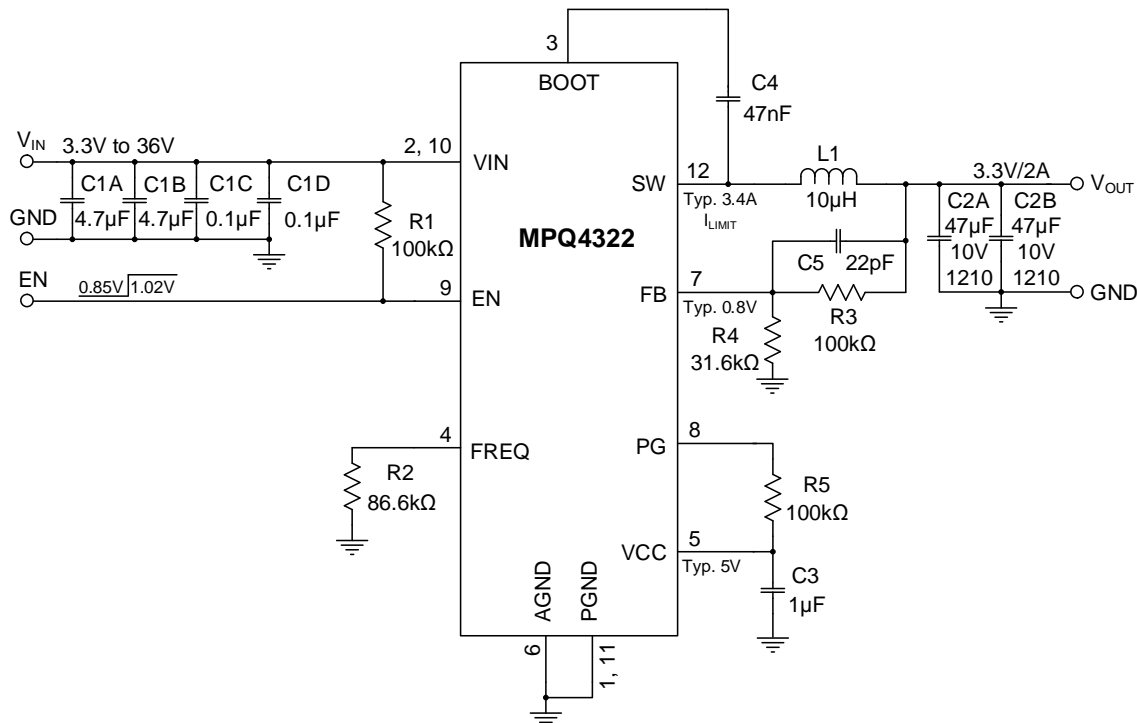 3
BOOT
C4
47nF
V_IN 3.3V to 36V
2, 10
VIN
C1A C1B C1C C1D
4.7µF 4.7µF 0.1µF 0.1µF
GND
R1
100kΩ
EN
0.85V 1.02V
9
EN
MPQ4322
SW
12
Typ. 3.4A
I_LIMIT
L1
10µH
3.3V/2A
V_OUT
C2A C2B
47µF 47µF
10V 10V
1210 1210
GND
C5 22pF
FB
7
Typ. 0.8V
R3
100kΩ
R4
31.6kΩ
4
FREQ
R2
86.6kΩ
PG
8
R5
100kΩ
VCC
5
Typ. 5V
C3
1µF
AGND
PGND
6
1, 11